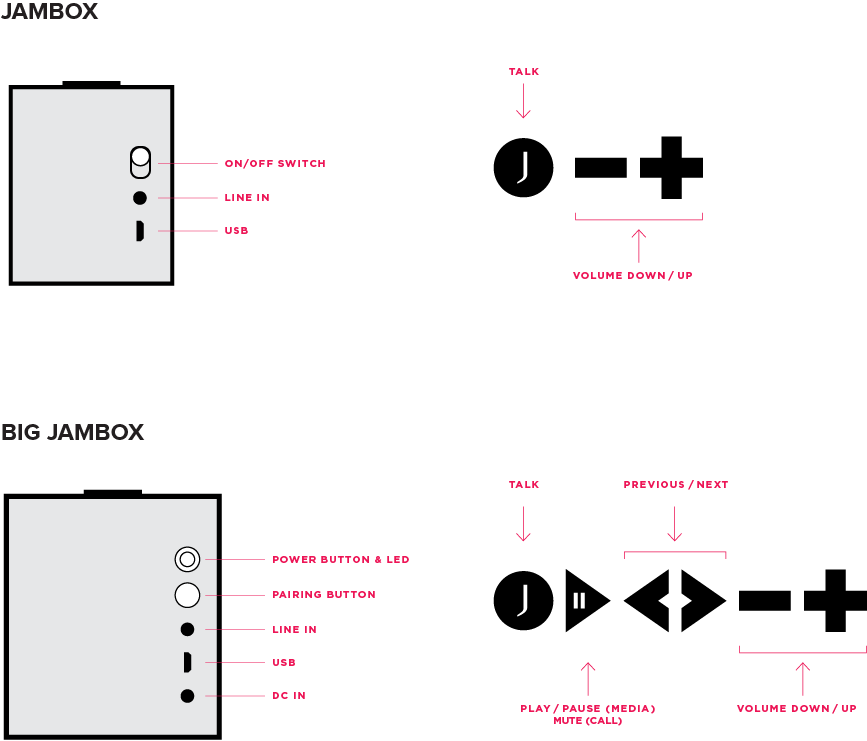 JAMBOX
TALK
J
ON/OFF SWITCH
LINE IN
USB
VOLUME DOWN / UP
BIG JAMBOX
TALK
PREVIOUS / NEXT
POWER BUTTON & LED
PAIRING BUTTON
LINE IN
USB
DC IN
J
PLAY / PAUSE (MEDIA)
MUTE (CALL)
VOLUME DOWN / UP